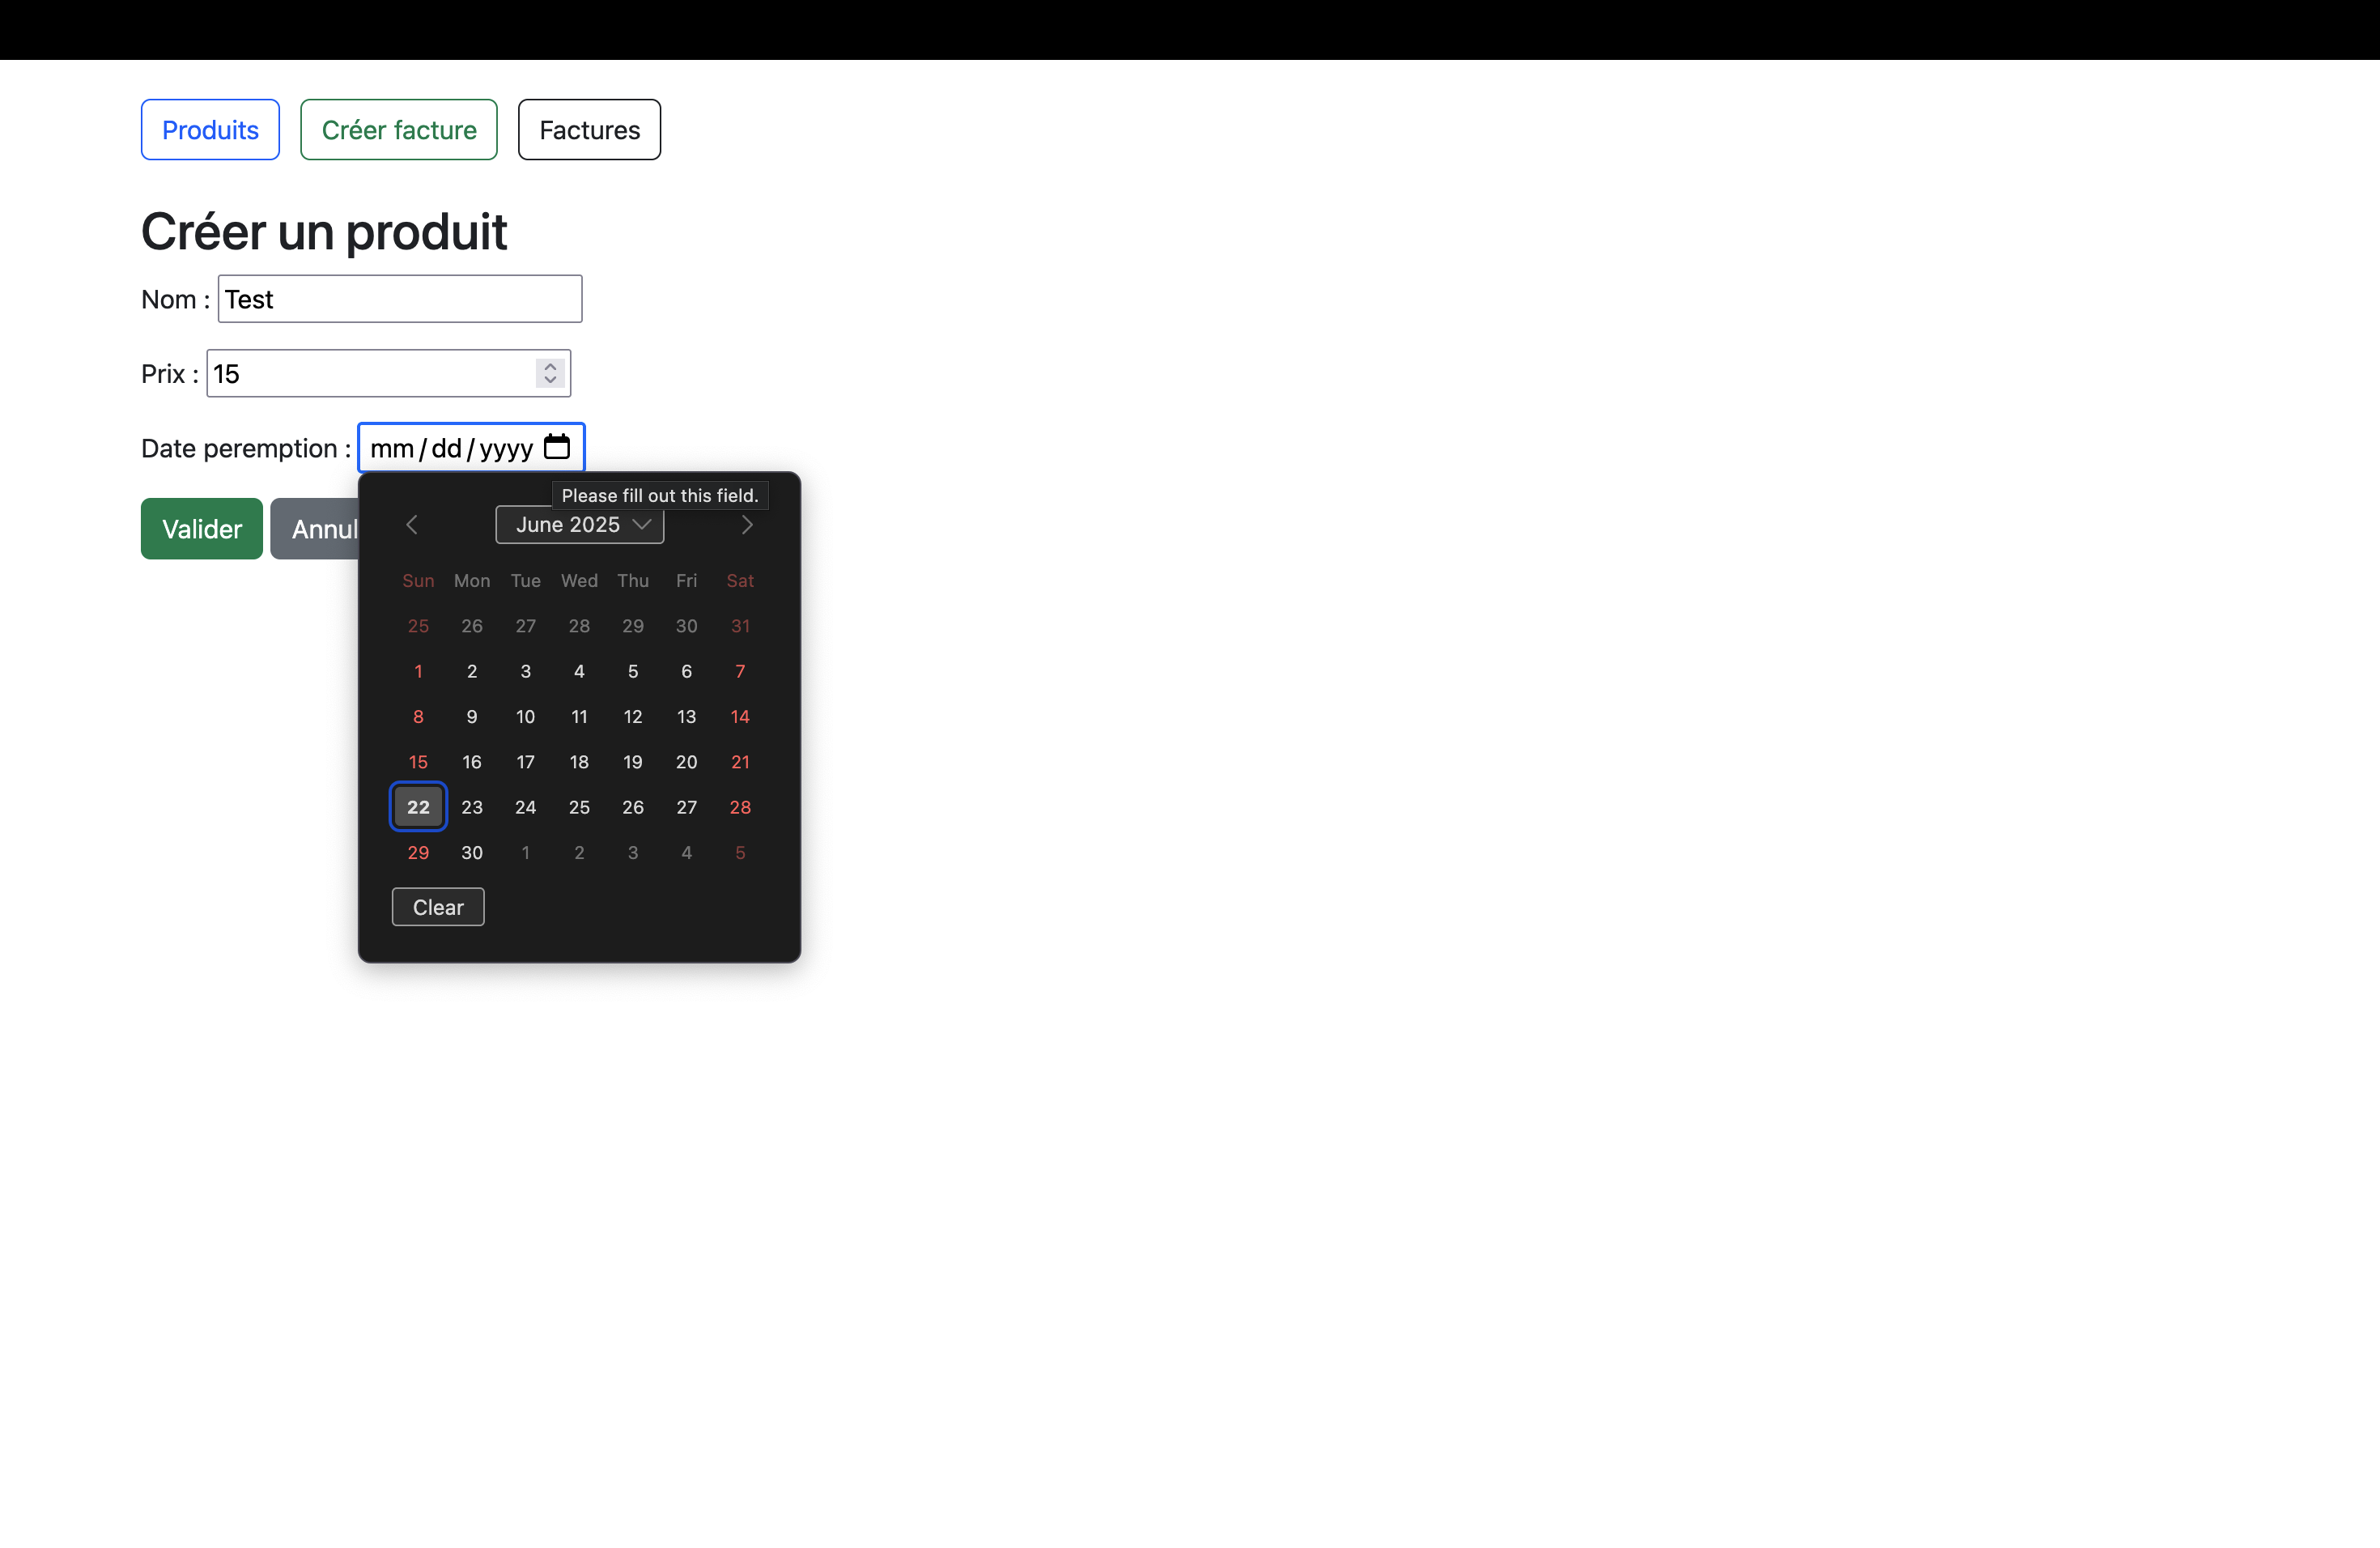 Produits Créer facture Factures
Créer un produit
Nom : Test
Prix : 15
Date peremption : mm/dd/yyyy
Please fill out this field.
Valider Annul
June 2025
Sun Mon Tue Wed Thu Fri Sat
25 26 27 28 29 30 31
1 2 3 4 5 6 7
8 9 10 11 12 13 14
15 16 17 18 19 20 21
22 23 24 25 26 27 28
29 30 1 2 3 4 5
Clear